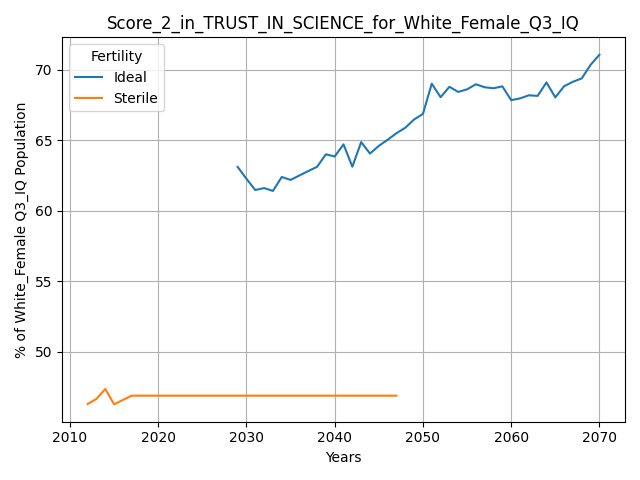 Score_2_in_TRUST_IN_SCIENCE_for_White_Female_Q3_IQ
Fertility
Ideal
Sterile
% of White_Female Q3_IQ Population
70
65
60
55
50
2010 2020 2030 2040 2050 2060 2070
Years